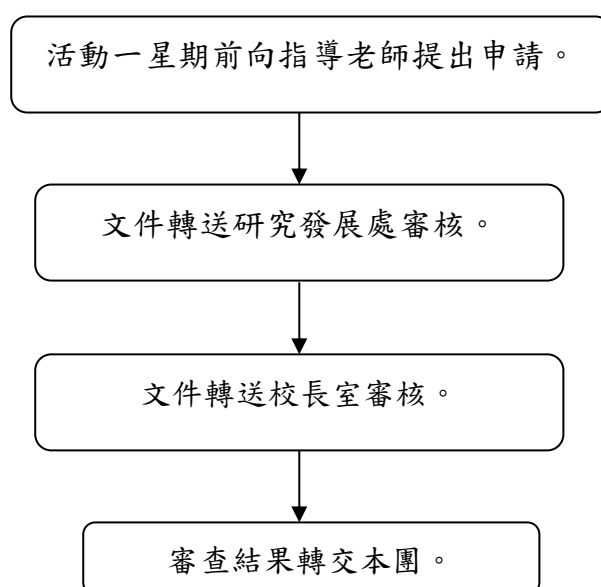 活動一星期前向指導老師提出申請。
文件轉送研究發展處審核。
文件轉送校長室審核。
審查結果轉交本團。